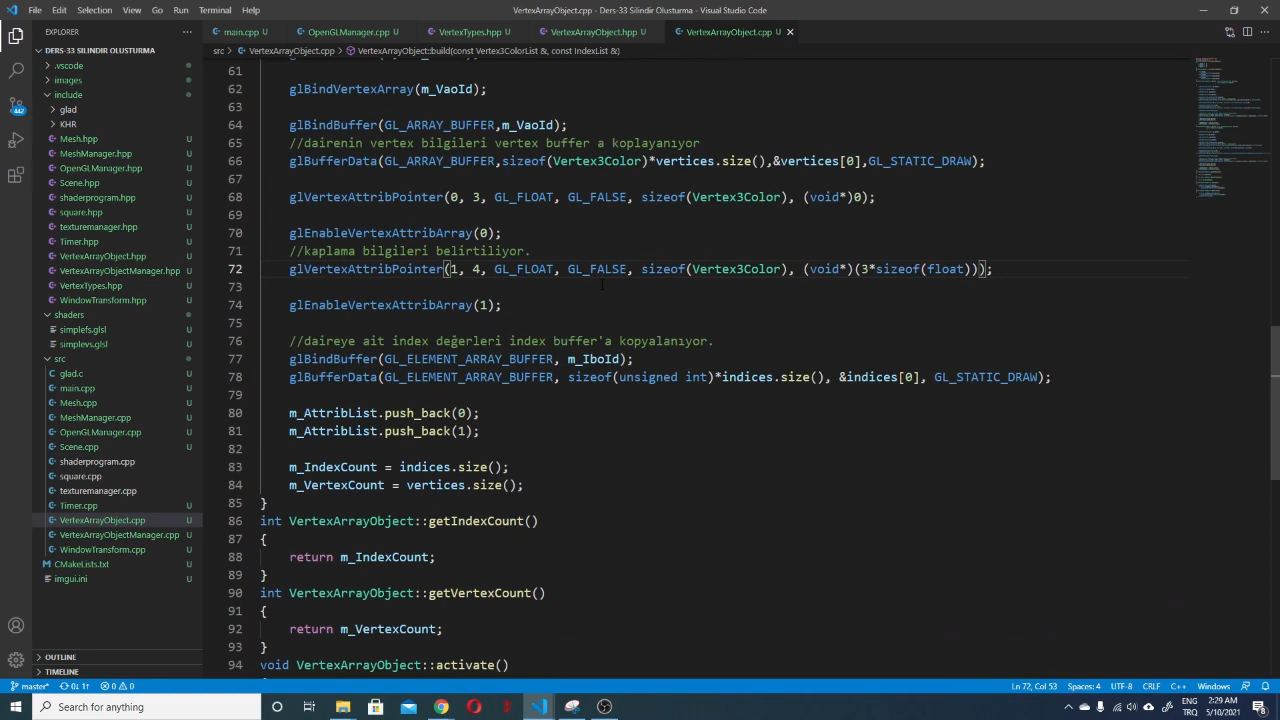 File Edit Selection View Go Run Terminal Help
VertexArrayObject.cpp - Ders-33 Silindir Olusturma - Visual Studio Code
EXPLORER
main.cpp U
OpenGLManager.cpp U
VertexTypes.hpp U
VertexArrayObject.hpp U
VertexArrayObject.cpp U
DERS-33 SILINDIR OLUSTURMA
src > VertexArrayObject.cpp > VertexArrayObject::build(const Vertex3ColorList &, const IndexList &)
.vscode
images
include
glad
KHR
Mesh.hpp U
MeshManager.hpp U
OpenGLManager.hpp U
Scene.hpp U
shaderprogram.hpp U
square.hpp U
texturemanager.hpp U
Timer.hpp U
VertexArrayObject.hpp U
VertexArrayObjectManager.hpp U
VertexTypes.hpp U
WindowTransform.hpp U
shaders
simplefs.glsl U
simplevs.glsl U
src
glad.c U
main.cpp U
Mesh.cpp U
MeshManager.cpp U
OpenGLManager.cpp U
Scene.cpp U
shaderprogram.cpp U
square.cpp U
texturemanager.cpp U
Timer.cpp U
VertexArrayObject.cpp U
VertexArrayObjectManager.cpp U
WindowTransform.cpp U
CMakeLists.txt U
imgui.ini U
OUTLINE
TIMELINE
442
61
62 glBindVertexArray(m_VaoId);
63
64 glBindBuffer(GL_ARRAY_BUFFER,m_VaoId);
65 //dairenin vertex bilgileri vertex buffer'a koplayanıyor
66 glBufferData(GL_ARRAY_BUFFER, sizeof(Vertex3Color)*vertices.size(),&vertices[0],GL_STATIC_DRAW);
67
68 glVertexAttribPointer(0, 3, GL_FLOAT, GL_FALSE, sizeof(Vertex3Color), (void*)0);
69
70 glEnableVertexAttribArray(0);
71 //kaplama bilgileri belirtiliyor.
72 glVertexAttribPointer(1, 4, GL_FLOAT, GL_FALSE, sizeof(Vertex3Color), (void*)(3*sizeof(float)));
74 glEnableVertexAttribArray(1);
75
76 //daireye ait index değerleri index buffer'a kopyalanıyor.
77 glBindBuffer(GL_ELEMENT_ARRAY_BUFFER, m_IboId);
78 glBufferData(GL_ELEMENT_ARRAY_BUFFER, sizeof(unsigned int)*indices.size(), &indices[0], GL_STATIC_DRAW);
79
80 m_AttribList.push_back(0);
81 m_AttribList.push_back(1);
82
83 m_IndexCount = indices.size();
84 m_VertexCount = vertices.size();
85 }
86 int VertexArrayObject::getIndexCount()
87 {
88 return m_IndexCount;
89 }
90 int VertexArrayObject::getVertexCount()
91 {
92 return m_VertexCount;
93 }
94 void VertexArrayObject::activate()
master* 0↓ 1↑ 0 0
Ln 72, Col 53 Spaces: 4 UTF-8 CRLF C++ Windows
Search for anything
TRQ
2:29 AM
5/10/2021
8